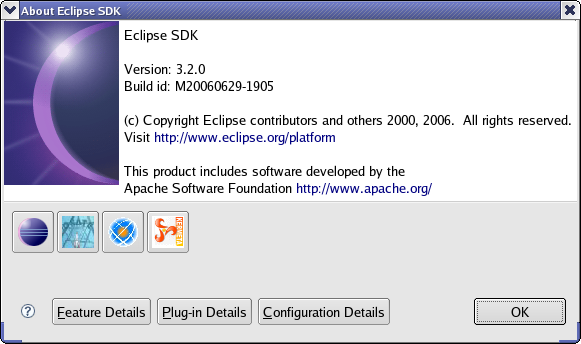 About Eclipse SDK
Eclipse SDK
Version: 3.2.0
Build id: M20060629-1905
(c) Copyright Eclipse contributors and others 2000, 2006.  All rights reserved.
Visit http://www.eclipse.org/platform
This product includes software developed by the
Apache Software Foundation http://www.apache.org/
Feature Details
Plug-in Details
Configuration Details
OK